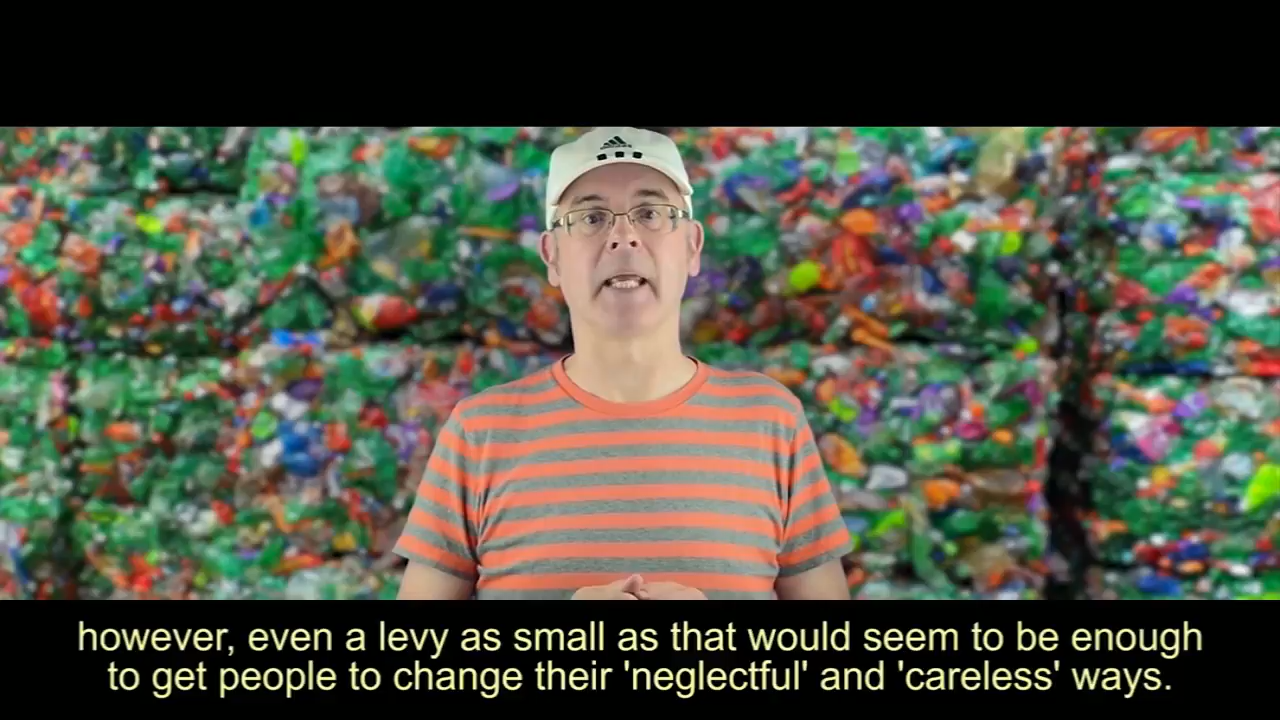 however, even a levy as small as that would seem to be enough
to get people to change their 'neglectful' and 'careless' ways.